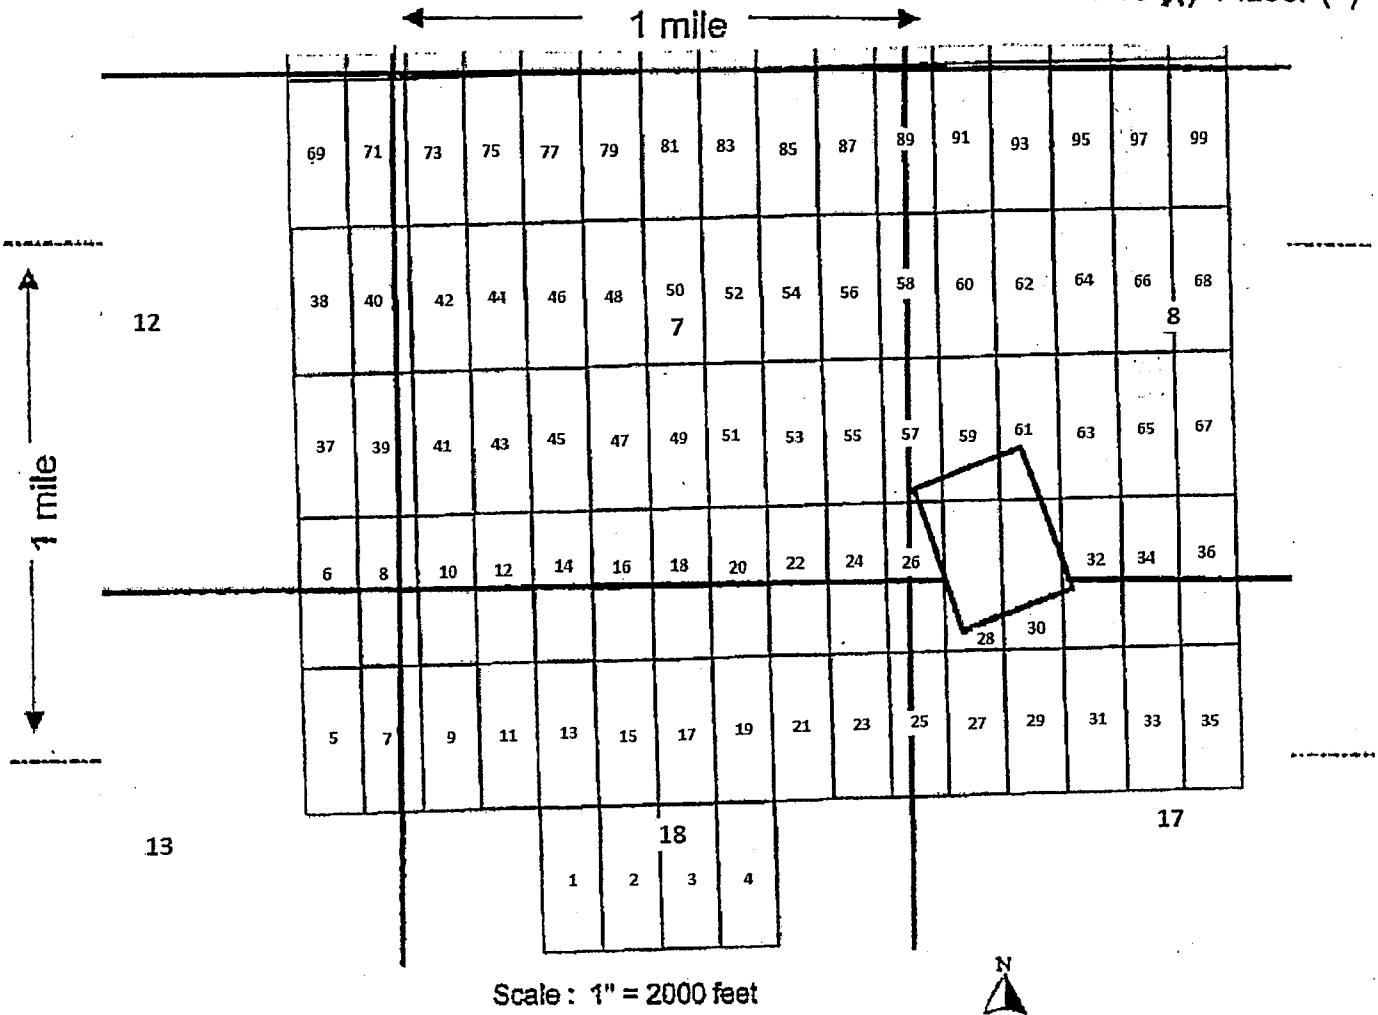 1 mile
69 71 73 75 77 79 81 83 85 87 89 91 93 95 97 99
38 40 42 44 46 48 50 52 54 56 58 60 62 64 66 68
12 7 8
37 39 41 43 45 47 49 51 53 55 57 59 61 63 65 67
1 mile
6 8 10 12 14 16 18 20 22 24 26 32 34 36
28 30
5 7 9 11 13 15 17 19 21 23 25 27 29 31 33 35
13 18 17
1 2 3 4
N
Scale : 1" = 2000 feet